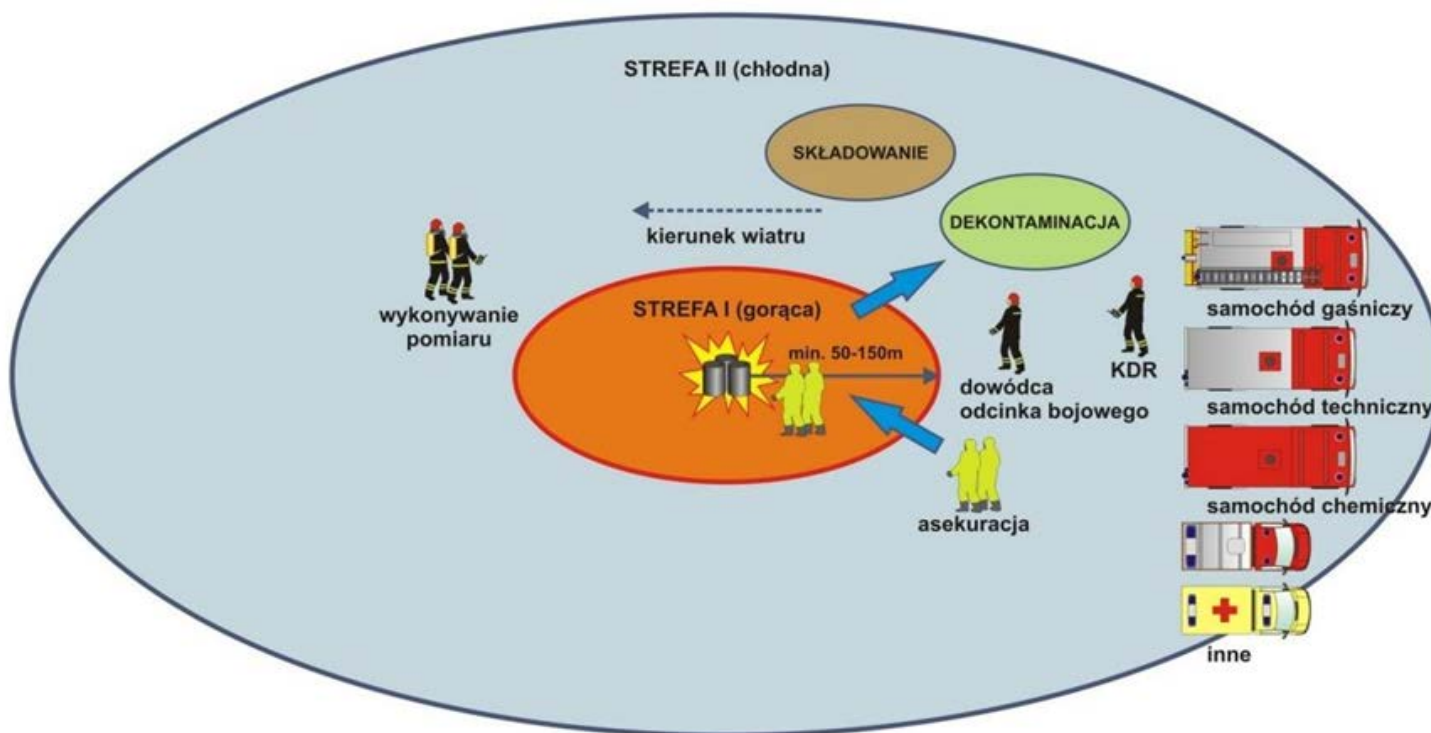 STREFA II (chłodna)
SKŁADOWANIE
DEKONTAMINACJA
kierunek wiatru
wykonywanie
pomiaru
STREFA I (gorąca)
min. 50-150m
dowódca
odcinka bojowego
KDR
asekuracja
samochód gaśniczy
samochód techniczny
samochód chemiczny
inne